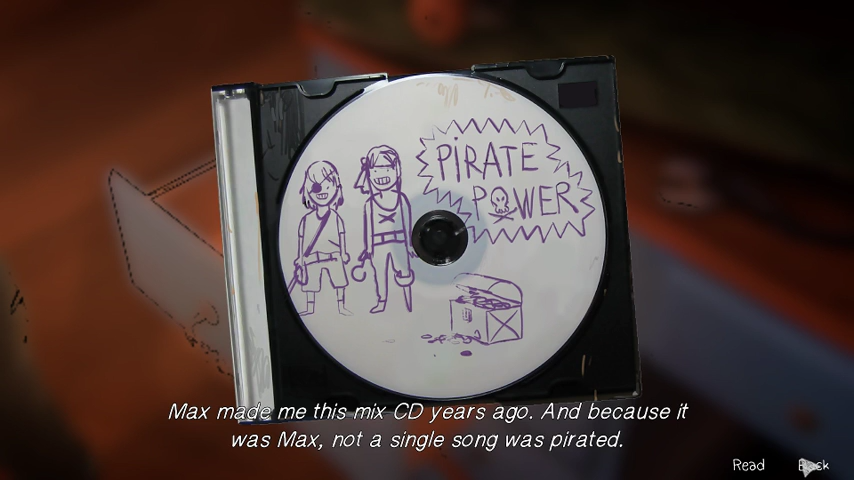 PiRATE
POWER
Max made me this mix CD years ago. And because it
was Max, not a single song was pirated.
Read Back